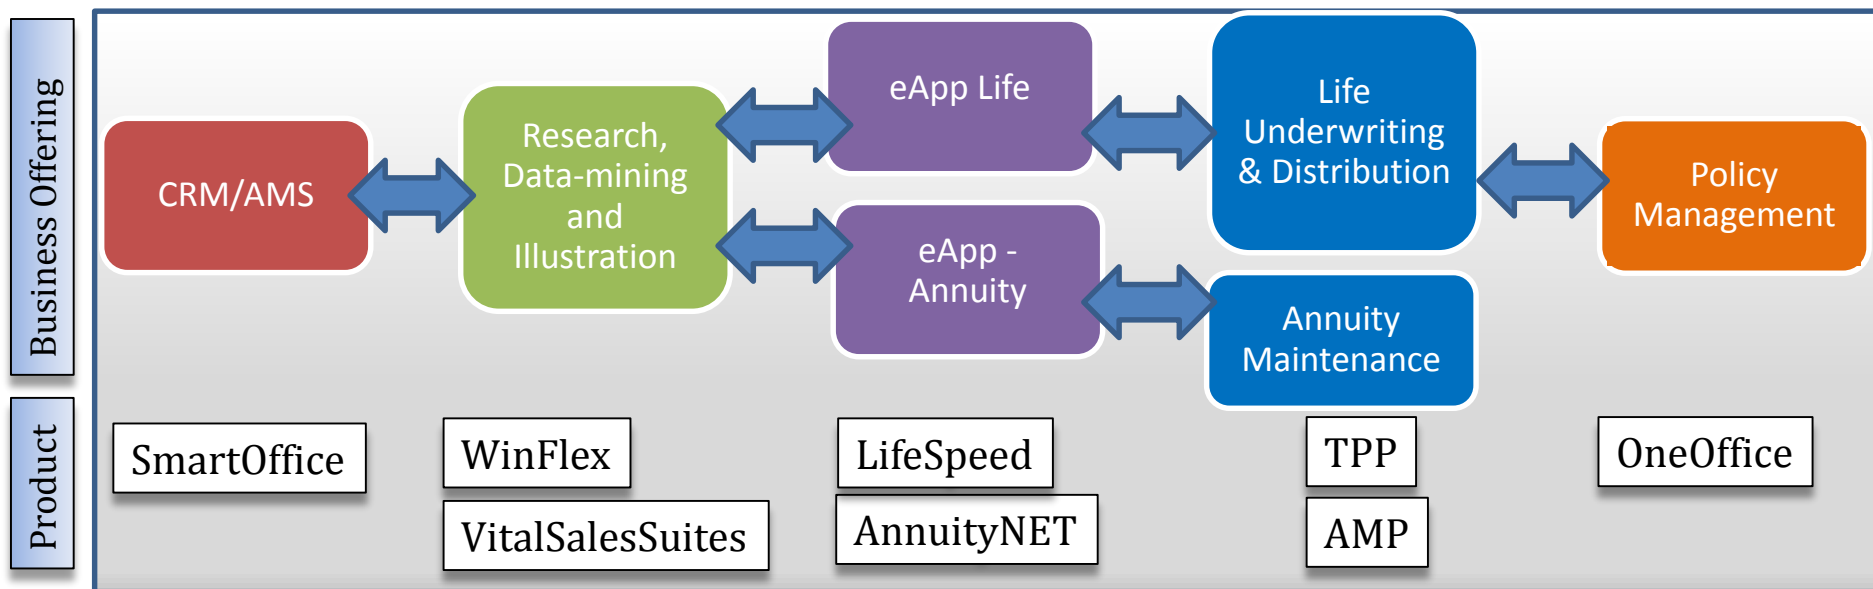 Business Offering
CRM/AMS
Research,
Data-mining
and
Illustration
eApp Life
eApp -
Annuity
Life
Underwriting
& Distribution
Annuity
Maintenance
Policy
Management
Product
SmartOffice
WinFlex
VitalSalesSuites
LifeSpeed
AnnuityNET
TPP
AMP
OneOffice